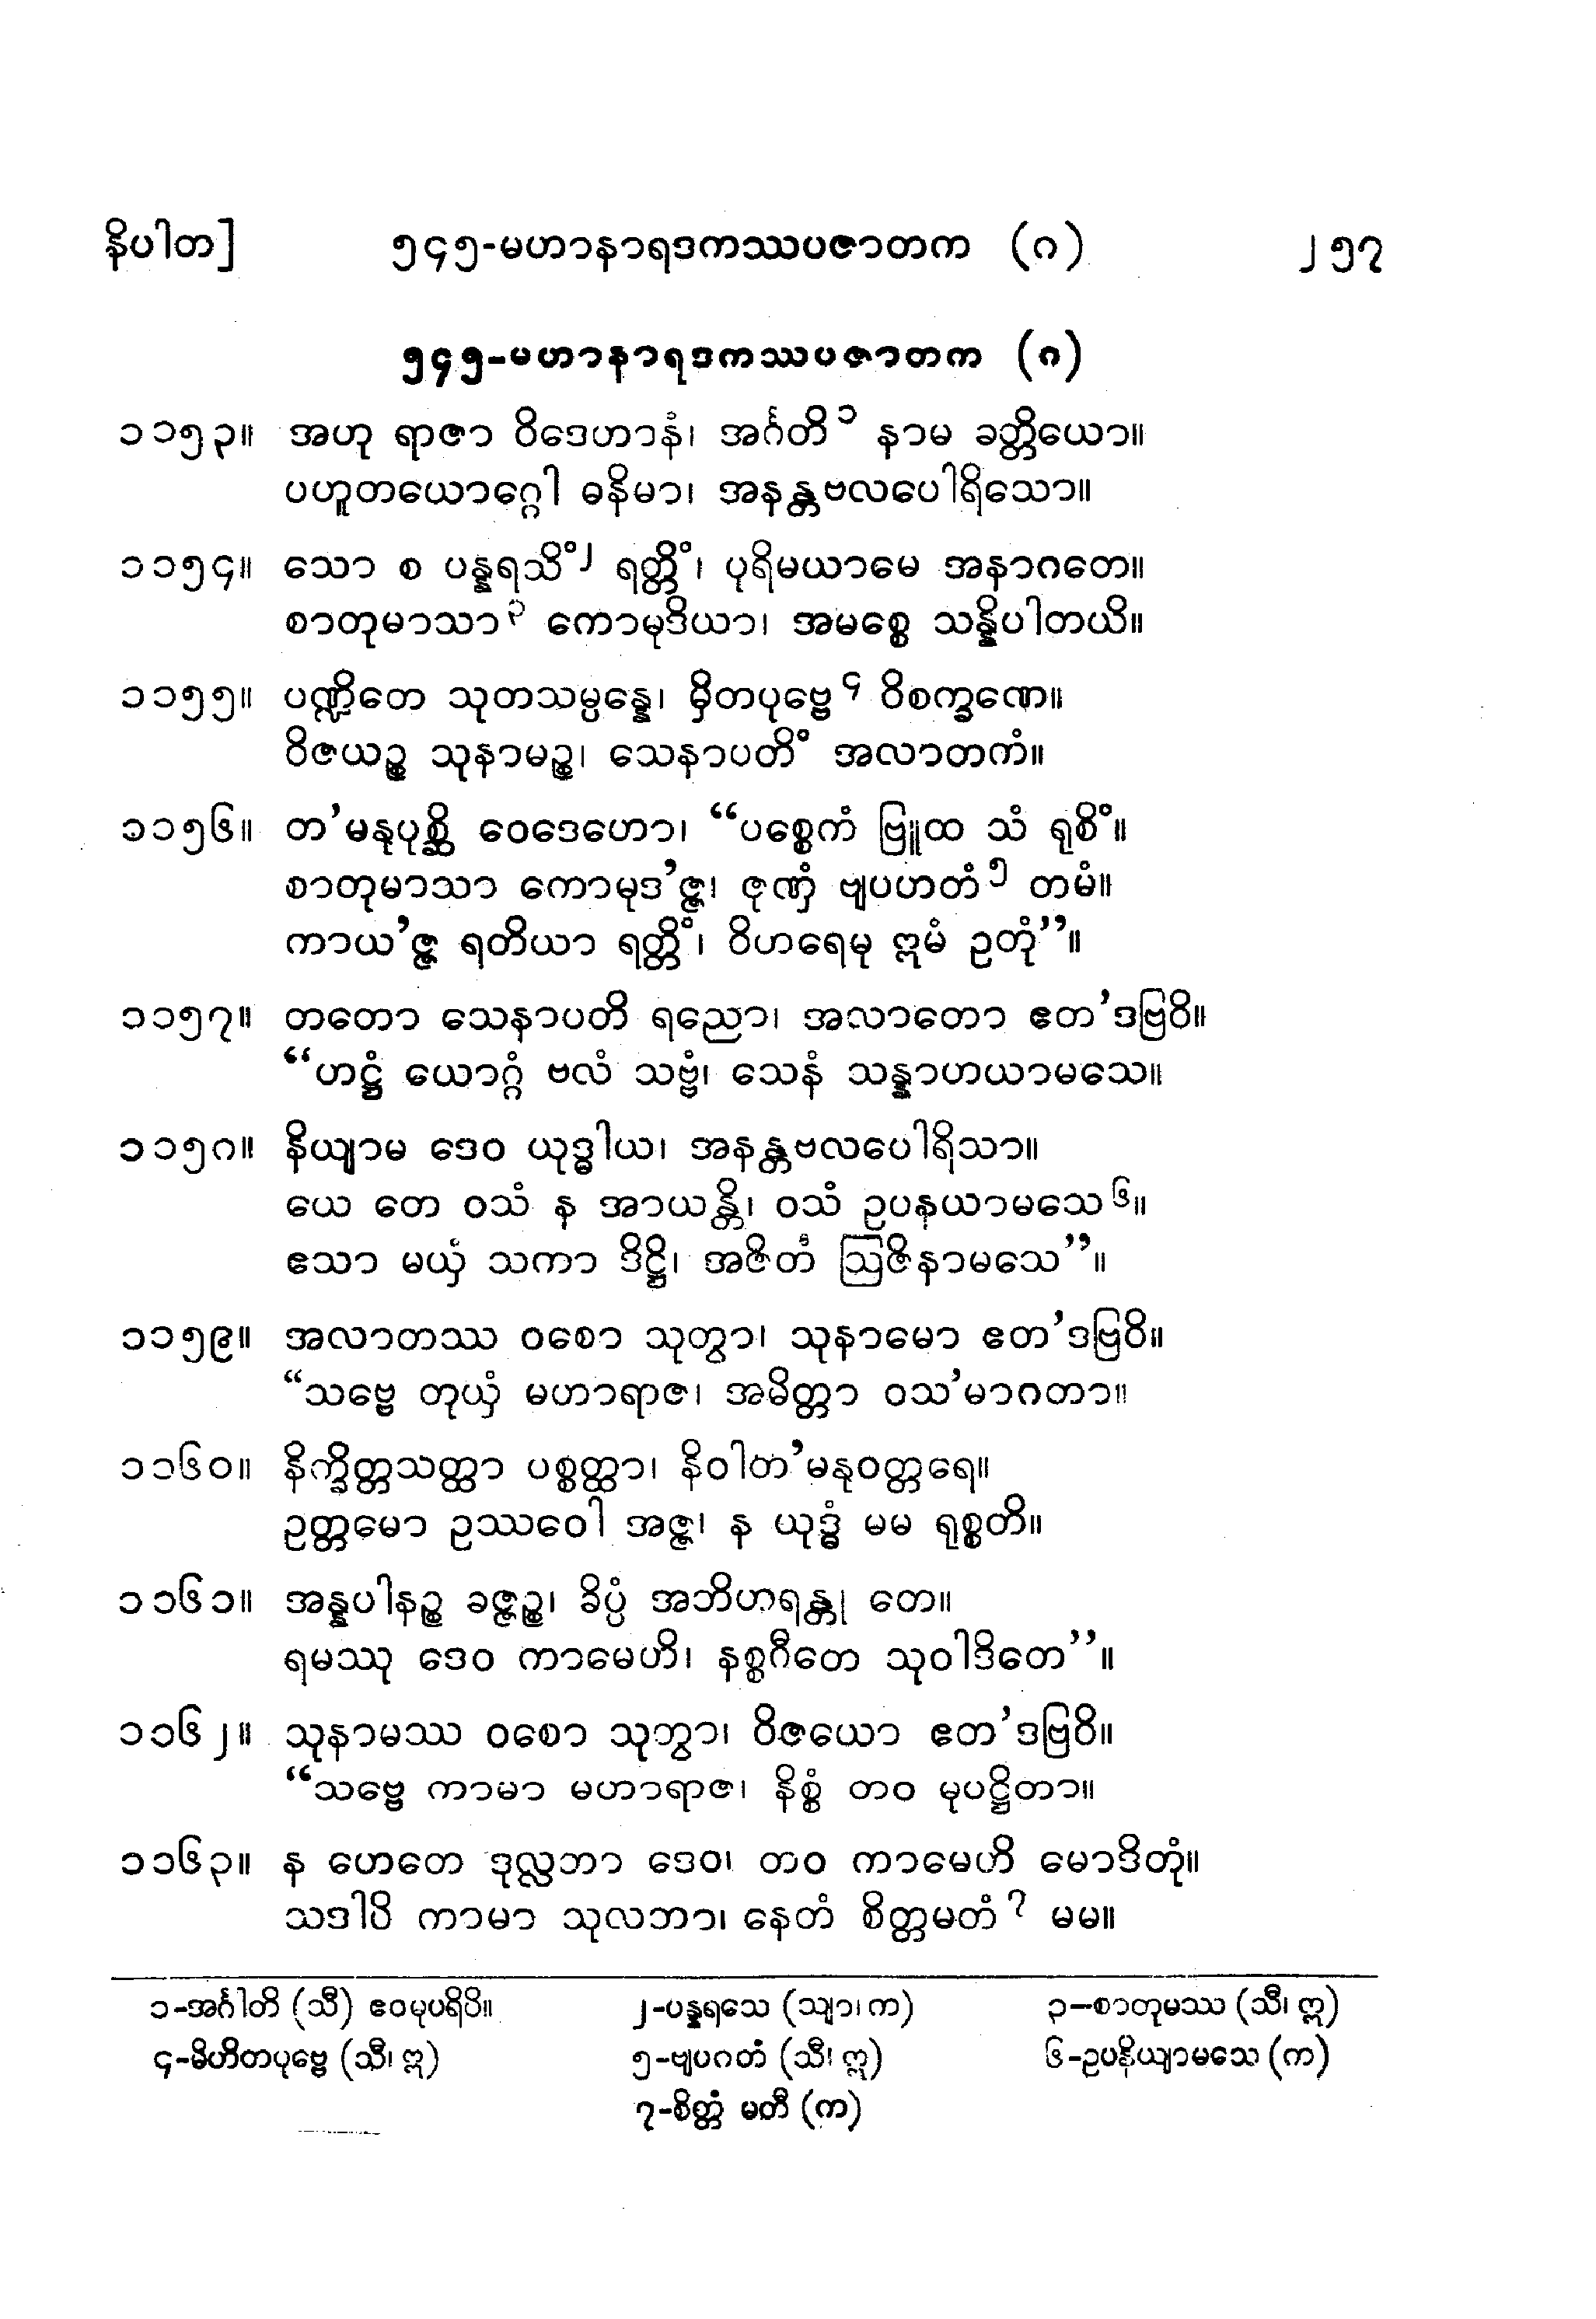 နိပါတ] ၅၄၅-မဟာနာရဒကဿပဇာတက (၈) ၂၅၇
၅၄၅-မဟာနာရဒကဿပဇာတက (၈)
၁၁၅၃။ အဟု ရာဇာ ဝိဒေဟာနံ၊ အင်္ဂတိ၁ နာမ ခတ္တိယော။
ပဟူတယောဂ္ဂေါ ဓနိမာ၊ အနန္တဗလပေါရိသော။
၁၁၅၄။ သော စ ပန္နရသိံ၂ ရတ္တိံ၊ ပုရိမယာမေ အနာဂတေ။
စာတုမာသာ၃ ကောမုဒိယာ၊ အမစ္စေ သန္နိပါတယိ။
၁၁၅၅။ ပဏ္ဍိတေ သုတသမ္ပန္နေ၊ မှိတပုဗ္ဗေ၄ ဝိစက္ခဏေ။
ဝိဇယဉ္စ သုနာမဉ္စ၊ သေနာပတိံ အလာတကံ။
၁၁၅၆။ တ’မနုပုစ္ဆိ ဝေဒေဟော၊ “ပစ္စေကံ ဗြူထ သံ ရုစိံ။
စာတုမာသာ ကောမုဒ’ဇ္ဇ၊ ဇုဏှံ ဗျပဟတံ၅ တမံ။
ကာယ’ဇ္ဇ ရတိယာ ရတ္တိံ၊ ဝိဟရေမု ဣမံ ဥတုံ”။
၁၁၅၇။ တတော သေနာပတိ ရညော၊ အလာတော ဧတ’ဒဗြဝိ။
“ဟဋ္ဌံ ယောဂ္ဂံ ဗလံ သဗ္ဗံ၊ သေနံ သန္နာဟယာမသေ။
၁၁၅၈။ နိယျာမ ဒေဝ ယုဒ္ဓါယ၊ အနန္တဗလပေါရိသာ။
ယေ တေ ဝသံ န အာယန္တိ၊ ဝသံ ဥပနယာမသေ၆။
ဧသာ မယှံ သကာ ဒိဋ္ဌိ၊ အဇိတံ ဩဇိနာမသေ”။
၁၁၅၉။ အလာတဿ ဝစော သုတွာ၊ သုနာမော ဧတ’ဒဗြဝိ။
“သဗ္ဗေ တုယှံ မဟာရာဇ၊ အမိတ္တာ ဝသ’မာဂတာ။
၁၁၆၀။ နိက္ခိတ္တသတ္ထာ ပစ္စတ္ထာ၊ နိဝါတ’မနုဝတ္တရေ။
ဥတ္တမော ဥဿဝေါ အဇ္ဇ၊ န ယုဒ္ဓံ မမ ရုစ္စတိ။
၁၁၆၁။ အန္နပါနဉ္စ ခဇ္ဇဉ္စ၊ ခိပ္ပံ အဘိဟရန္တု တေ။
ရမဿု ဒေဝ ကာမေဟိ၊ နစ္စဂီတေ သုဝါဒိတေ”။
၁၁၆၂။ သုနာမဿ ဝစော သုတွာ၊ ဝိဇယော ဧတ’ဒဗြဝိ။
“သဗ္ဗေ ကာမာ မဟာရာဇ၊ နိစ္စံ တဝ မုပဋ္ဌိတာ။
၁၁၆၃။ န ဟေတေ ဒုလ္လဘာ ဒေဝ၊ တဝ ကာမေဟိ မောဒိတုံ။
သဒါပိ ကာမာ သုလဘာ၊ နေတံ စိတ္တမတံ၇ မမ။
၁-အင်္ဂါတိ (သီ) ဧဝမုပရိပိ။ ၂-ပန္နရသေ (သျာ၊ က) ၃-စာတုမဿ (သီ၊ ဣ)
၄-မိဟိတပုဗ္ဗေ (သီ၊ ဣ) ၅-ဗျပဂတံ (သီ၊ ဣ) ၆-ဥပနိယျာမသေ (က)
၇-စိတ္တံ မတီ (က)